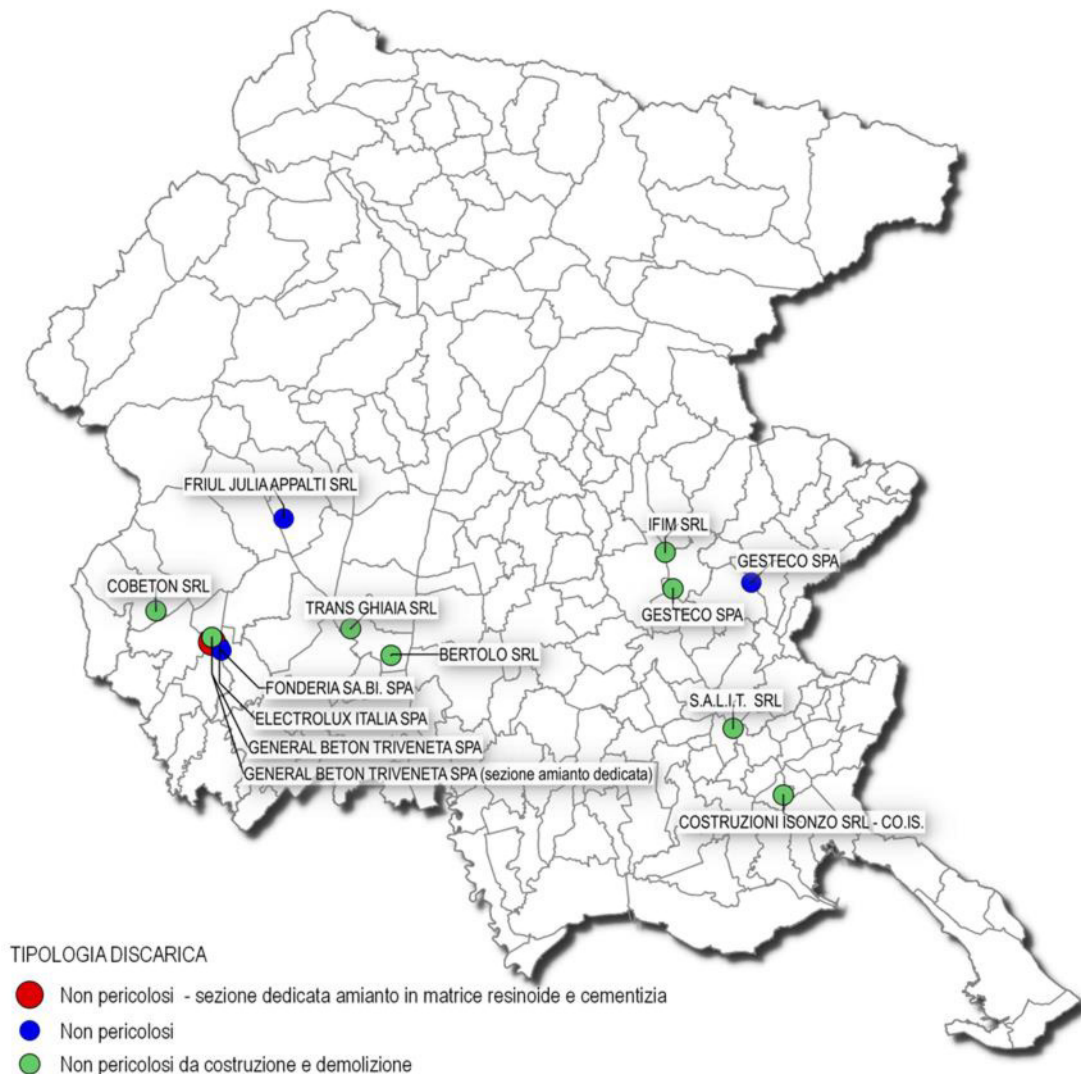 FRIUL JULIA APPALTI SRL
IFIM SRL
GESTECO SPA
COBETON SRL
TRANS GHIAIA SRL
GESTECO SPA
BERTOLO SRL
FONDERIA SA.BI. SPA
S.A.L.I.T. SRL
ELECTROLUX ITALIA SPA
GENERAL BETON TRIVENETA SPA
GENERAL BETON TRIVENETA SPA (sezione amianto dedicata)
COSTRUZIONI ISONZO SRL - CO.IS.
TIPOLOGIA DISCARICA
Non pericolosi - sezione dedicata amianto in matrice resinoide e cementizia
Non pericolosi
Non pericolosi da costruzione e demolizione